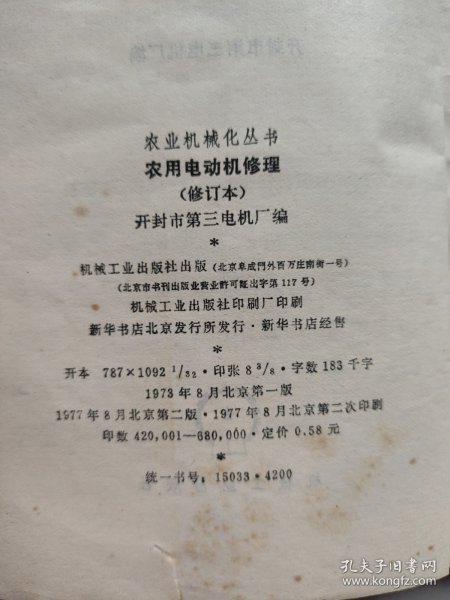 农业机械化丛书
农用电动机修理
(修订本)
开封市第三电机厂编
*
机械工业出版社出版 (北京阜成門外百万庄南街一号)
(北京市书刊出版业营业許可証出字第117号)
机械工业出版社印刷厂印刷
新华书店北京发行所发行·新华书店经售
*
开本 787×1092 1/32·印张 8 3/8·字数 183千字
1973年8月北京第一版
1977年8月北京第二版·1977年8月北京第二次印刷
印数 420,001—680,000·定价 0.58元
*
统一书号: 15033·4200
孔夫子旧书网
www.kongfz.com